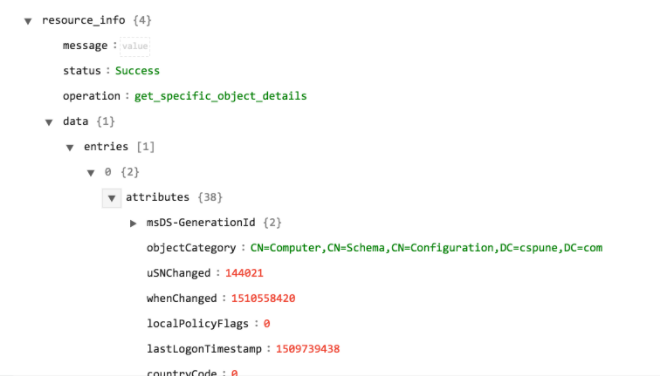 resource_info {4}
message : value
status : Success
operation : get_specific_object_details
data {1}
entries [1]
0 {2}
attributes {38}
msDS-GenerationId {2}
objectCategory : CN=Computer,CN=Schema,CN=Configuration,DC=cspune,DC=com
uSNChanged : 144021
whenChanged : 1510558420
localPolicyFlags : 0
lastLogonTimestamp : 1509739438
countryCode : 0